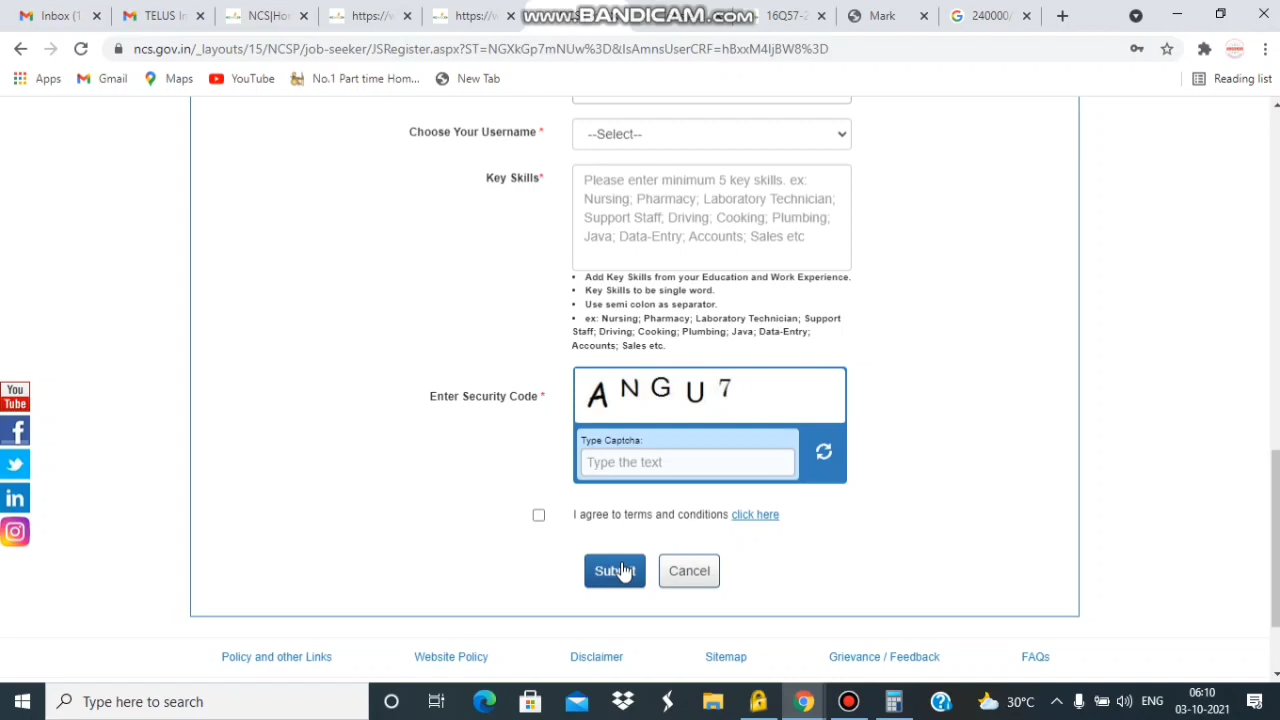 Inbox (1
TELUS In
NCS|Hor
https://w
https://w
www.BANDICAM.com
16Q57-2
Mark
240000/
ncs.gov.in/_layouts/15/NCSP/job-seeker/JSRegister.aspx?ST=NGXkGp7mNUw%3D&IsAmnsUserCRF=hBxxM4IjBW8%3D
Apps
Gmail
Maps
YouTube
No.1 Part time Hom...
New Tab
Reading list
Choose Your Username *
--Select--
Key Skills*
Please enter minimum 5 key skills. ex:
Nursing; Pharmacy; Laboratory Technician;
Support Staff; Driving; Cooking; Plumbing;
Java; Data-Entry; Accounts; Sales etc
• Add Key Skills from your Education and Work Experience.
• Key Skills to be single word.
• Use semi colon as separator.
• ex: Nursing; Pharmacy; Laboratory Technician; Support
Staff; Driving; Cooking; Plumbing; Java; Data-Entry;
Accounts; Sales etc.
You
Tube
Enter Security Code *
A N G U 7
Type Captcha:
Type the text
in
I agree to terms and conditions click here
Submit
Cancel
Policy and other Links
Website Policy
Disclaimer
Sitemap
Grievance / Feedback
FAQs
Type here to search
30°C
ENG
06:10
03-10-2021